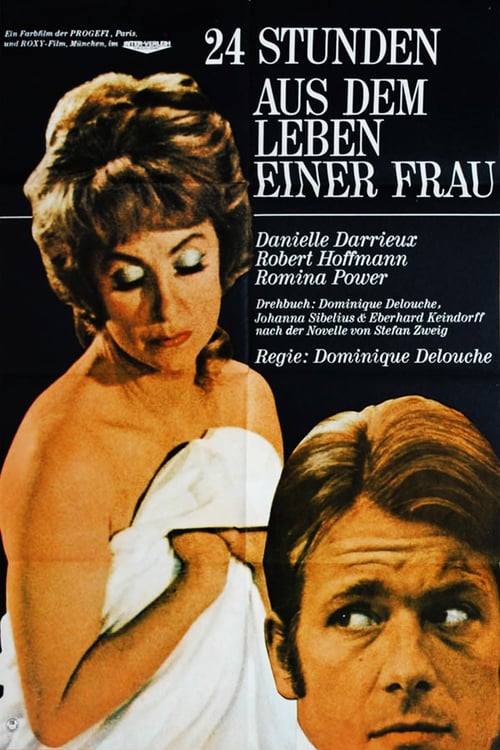 Ein Farbfilm der PROGEFI, Paris,
und ROXY-Film, München, im INTER-VERLEIH
24 STUNDEN
AUS DEM
LEBEN
EINER FRAU
Danielle Darrieux
Robert Hoffmann
Romina Power
Drehbuch: Dominique Delouche,
Johanna Sibelius & Eberhard Keindorff
nach der Novelle von Stefan Zweig
Regie: Dominique Delouche